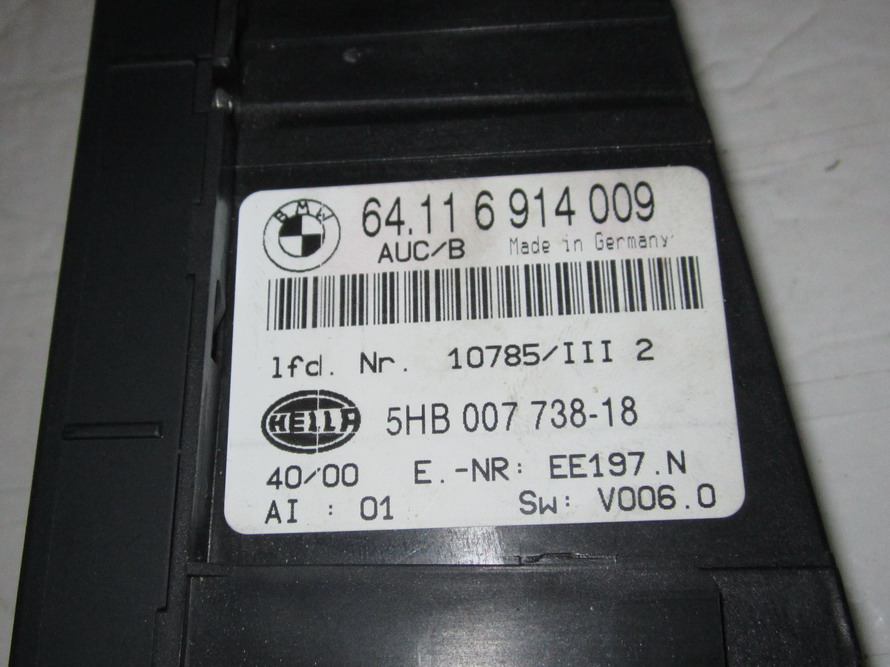 BMW
64.11 6 914 009
AUC/B Made in Germany
lfd. Nr. 10785/III 2
HELLA 5HB 007 738-18
40/00 E.-NR: EE197.N
AI : 01 Sw: V006.0